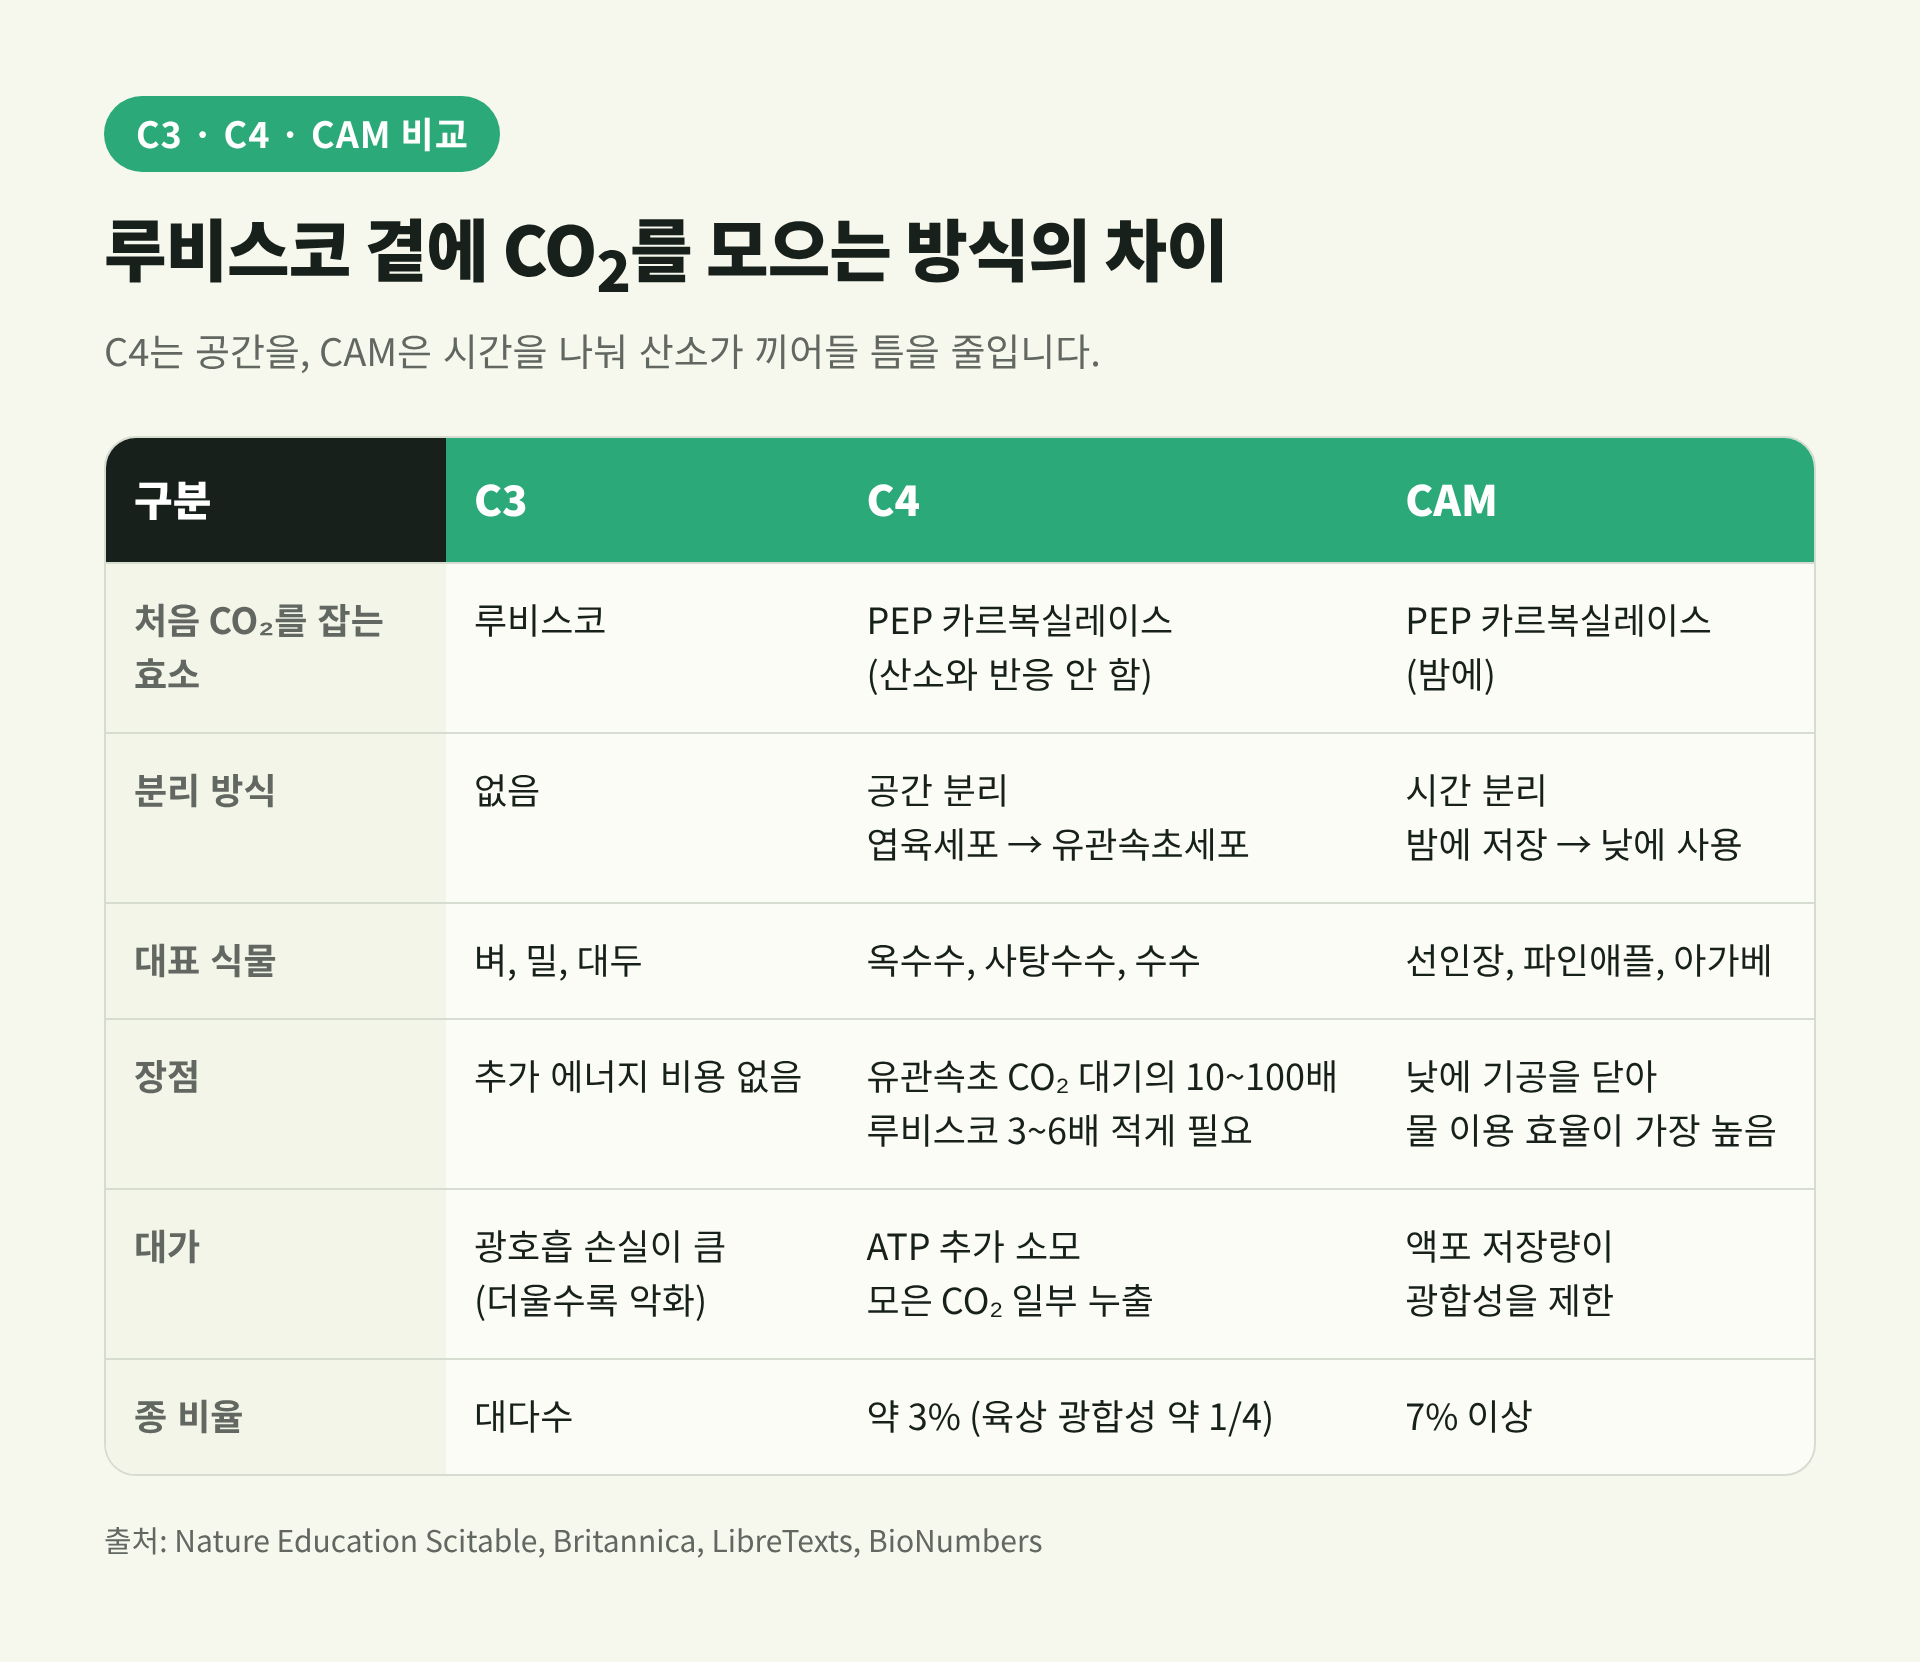 C3 · C4 · CAM 비교
루비스코 곁에 CO₂를 모으는 방식의 차이
C4는 공간을, CAM은 시간을 나눠 산소가 끼어들 틈을 줄입니다.
구분 C3 C4 CAM
처음 CO₂를 잡는 루비스코 PEP 카르복실레이스 PEP 카르복실레이스
효소 (산소와 반응 안 함) (밤에)
분리 방식 없음 공간 분리 시간 분리
엽육세포 → 유관속초세포 밤에 저장 → 낮에 사용
대표 식물 벼, 밀, 대두 옥수수, 사탕수수, 수수 선인장, 파인애플, 아가베
장점 추가 에너지 비용 없음 유관속초 CO₂ 대기의 10~100배 낮에 기공을 닫아
루비스코 3~6배 적게 필요 물 이용 효율이 가장 높음
대가 광호흡 손실이 큼 ATP 추가 소모 액포 저장량이
(더울수록 악화) 모은 CO₂ 일부 누출 광합성을 제한
종 비율 대다수 약 3% (육상 광합성 약 1/4) 7% 이상
출처: Nature Education Scitable, Britannica, LibreTexts, BioNumbers